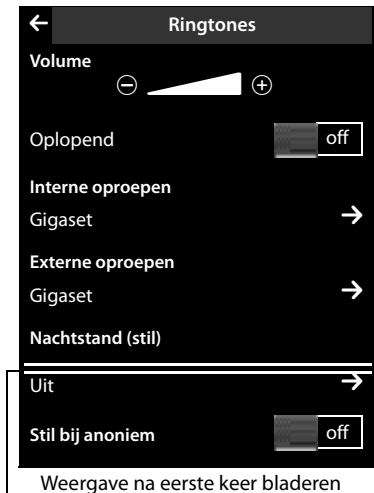 Ringtones
Volume
Oplopend off
Interne oproepen
Gigaset
Externe oproepen
Gigaset
Nachtstand (stil)
Uit
Stil bij anoniem off
Weergave na eerste keer bladeren